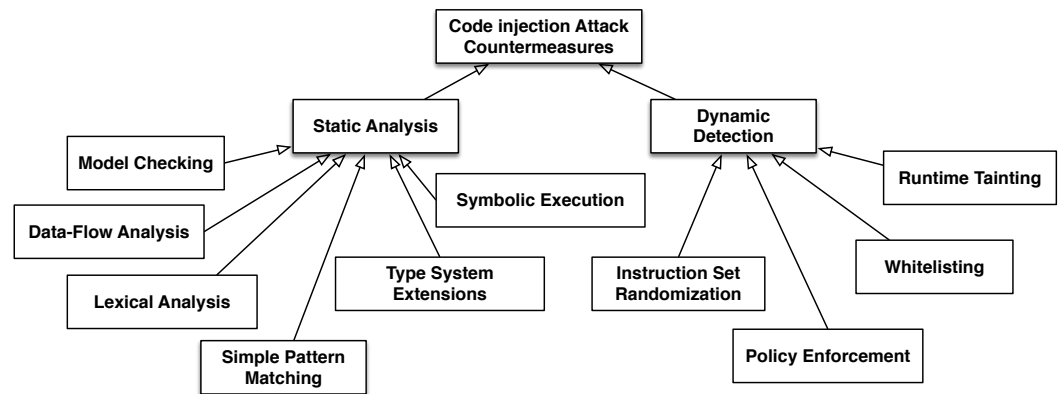 Code injection Attack
Countermeasures
Static Analysis
Dynamic
Detection
Model Checking
Symbolic Execution
Runtime Tainting
Data-Flow Analysis
Type System
Extensions
Instruction Set
Randomization
Whitelisting
Lexical Analysis
Simple Pattern
Matching
Policy Enforcement